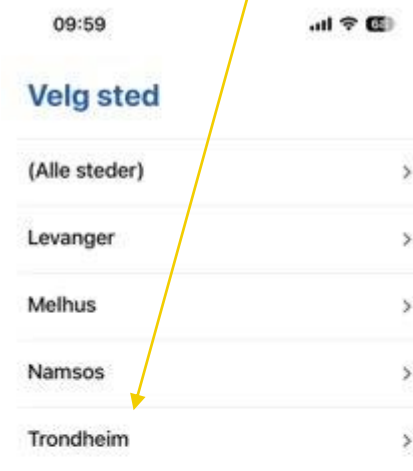 09:59
Velg sted
(Alle steder)
Levanger
Melhus
Namsos
Trondheim